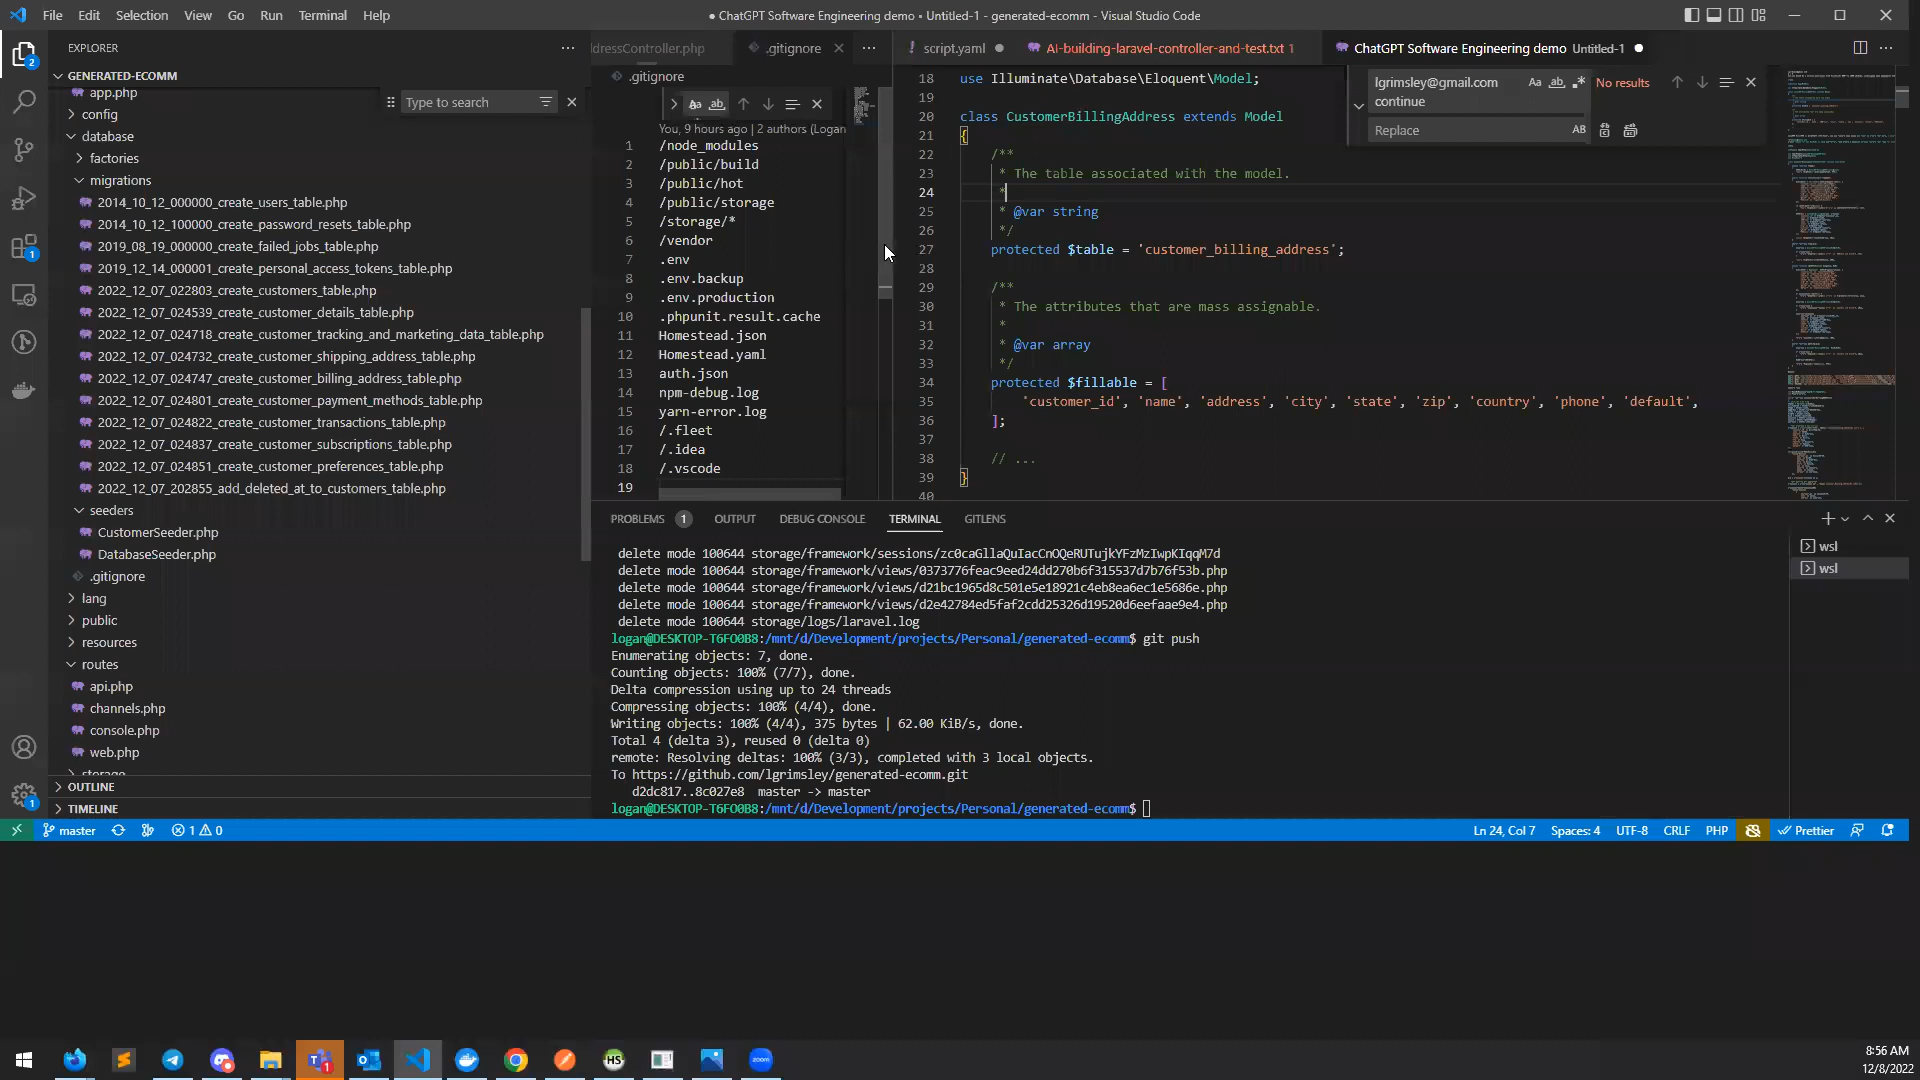 File Edit Selection View Go Run Terminal Help
● ChatGPT Software Engineering demo • Untitled-1 - generated-ecomm - Visual Studio Code
EXPLORER
GENERATED-ECOMM
app.php
config
database
factories
migrations
2014_10_12_000000_create_users_table.php
2014_10_12_100000_create_password_resets_table.php
2019_08_19_000000_create_failed_jobs_table.php
2019_12_14_000001_create_personal_access_tokens_table.php
2022_12_07_022803_create_customers_table.php
2022_12_07_024539_create_customer_details_table.php
2022_12_07_024718_create_customer_tracking_and_marketing_data_table.php
2022_12_07_024732_create_customer_shipping_address_table.php
2022_12_07_024747_create_customer_billing_address_table.php
2022_12_07_024801_create_customer_payment_methods_table.php
2022_12_07_024822_create_customer_transactions_table.php
2022_12_07_024837_create_customer_subscriptions_table.php
2022_12_07_024851_create_customer_preferences_table.php
2022_12_07_202855_add_deleted_at_to_customers_table.php
seeders
CustomerSeeder.php
DatabaseSeeder.php
.gitignore
lang
public
resources
routes
api.php
channels.php
console.php
web.php
storage
OUTLINE
TIMELINE
2
1
1
Type to search
ddressController.php
.gitignore
.gitignore
You, 9 hours ago | 2 authors (Logan
1 /node_modules
2 /public/build
3 /public/hot
4 /public/storage
5 /storage/*
6 /vendor
7 .env
8 .env.backup
9 .env.production
10 .phpunit.result.cache
11 Homestead.json
12 Homestead.yaml
13 auth.json
14 npm-debug.log
15 yarn-error.log
16 /.fleet
17 /.idea
18 /.vscode
19
script.yaml
AI-building-laravel-controller-and-test.txt 1
ChatGPT Software Engineering demo Untitled-1
lgrimsley@gmail.com
continue
Aa ab No results
Replace AB
18 use Illuminate\Database\Eloquent\Model;
19
20 class CustomerBillingAddress extends Model
21 {
22 /**
23 * The table associated with the model.
24 *
25 * @var string
26 */
27 protected $table = 'customer_billing_address';
28
29 /**
30 * The attributes that are mass assignable.
31 *
32 * @var array
33 */
34 protected $fillable = [
35 'customer_id', 'name', 'address', 'city', 'state', 'zip', 'country', 'phone', 'default',
36 ];
37
38 // ...
39 }
40
PROBLEMS 1 OUTPUT DEBUG CONSOLE TERMINAL GITLENS
delete mode 100644 storage/framework/sessions/zc0caGllaQuIacCnOQeRUTujkYFzMzIwpKIqqM7d
delete mode 100644 storage/framework/views/0373776feac9eed24dd270b6f315537d7b76f53b.php
delete mode 100644 storage/framework/views/d21bc1965d8c501e5e18921c4eb8ea6ec1e5686e.php
delete mode 100644 storage/framework/views/d2e42784ed5faf2cdd25326d19520d6eefaae9e4.php
delete mode 100644 storage/logs/laravel.log
logan@DESKTOP-T6FO0B8:/mnt/d/Development/projects/Personal/generated-ecomm$ git push
Enumerating objects: 7, done.
Counting objects: 100% (7/7), done.
Delta compression using up to 24 threads
Compressing objects: 100% (4/4), done.
Writing objects: 100% (4/4), 375 bytes | 62.00 KiB/s, done.
Total 4 (delta 3), reused 0 (delta 0)
remote: Resolving deltas: 100% (3/3), completed with 3 local objects.
To https://github.com/lgrimsley/generated-ecomm.git
d2dc817..8c027e8 master -> master
logan@DESKTOP-T6FO0B8:/mnt/d/Development/projects/Personal/generated-ecomm$
wsl
wsl
master 1 0
Ln 24, Col 7 Spaces: 4 UTF-8 CRLF PHP Prettier
HS
zoom
8:56 AM
12/8/2022